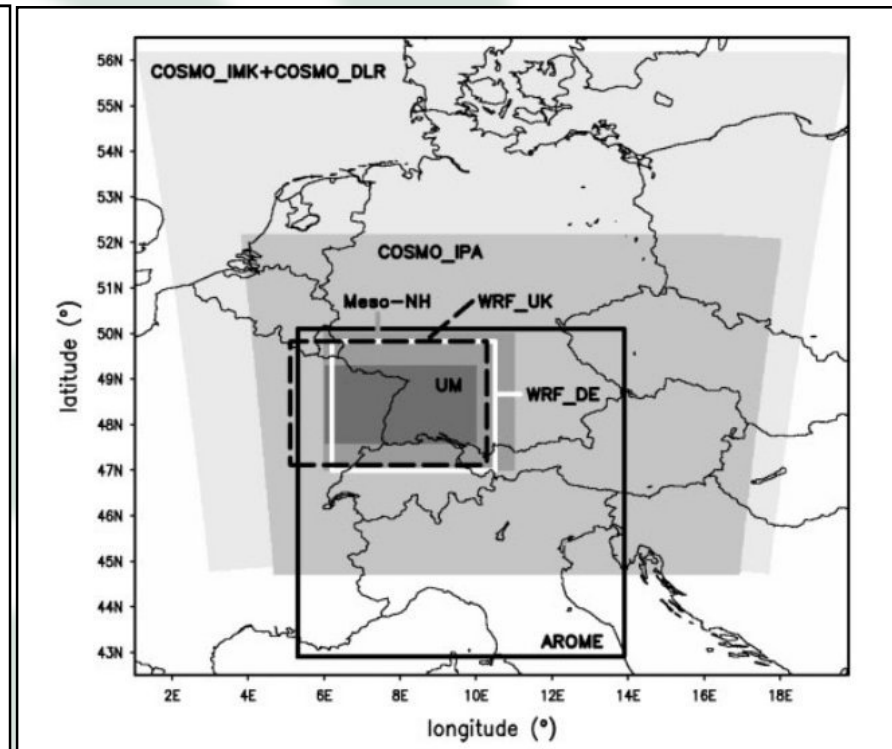 COSMO_IMK+COSMO_DLR
COSMO_IPA
Meso-NH
WRF_UK
UM
WRF_DE
AROME
56N
55N
54N
53N
52N
51N
50N
49N
48N
47N
46N
45N
44N
43N
latitude (°)
2E 4E 6E 8E 10E 12E 14E 16E 18E
longitude (°)